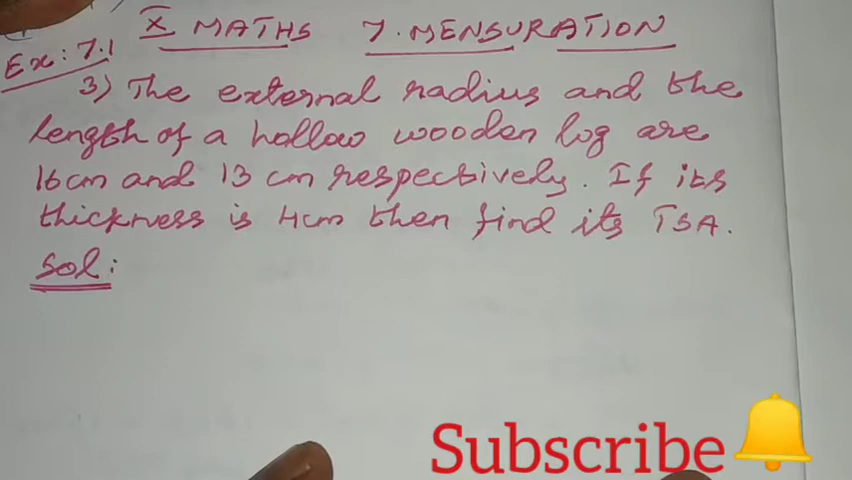 X MATHS 7. MENSURATION
Ex: 7.1
3) The external radius and the
length of a hollow wooden log are
16cm and 13 cm respectively. If its
thickness is 4cm then find its TSA.
Sol:
Subscribe